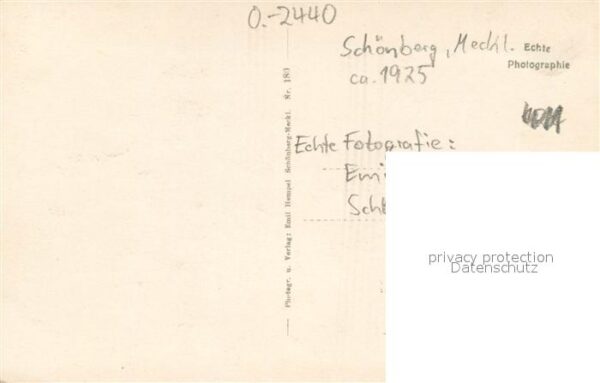 O.-2440
Schönberg, Meckl.
ca. 1925
Echte
Photographie
Echte Fotografie:
Emi
Sch
Photogr. u. Verlag: Emil Hempel Schönberg-Meckl. Nr. 180
privacy protection
Datenschutz